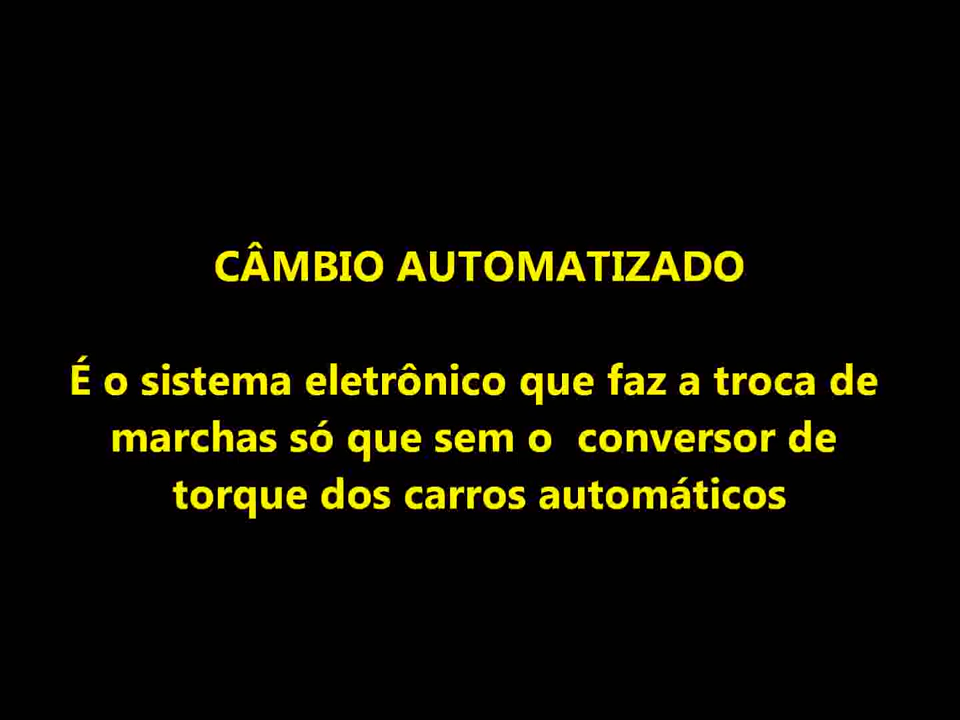 CÂMBIO AUTOMATIZADO
É o sistema eletrônico que faz a troca de
marchas só que sem o  conversor de
torque dos carros automáticos